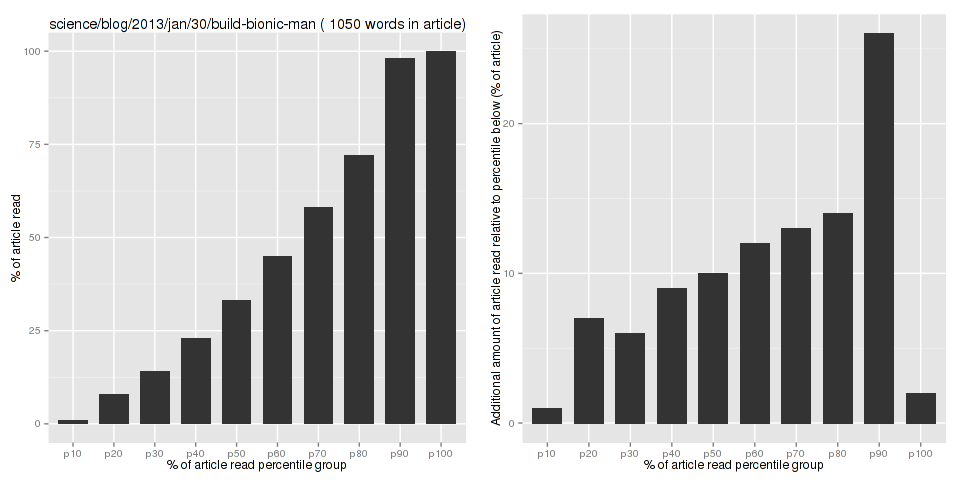 science/blog/2013/jan/30/build-bionic-man ( 1050 words in article)
% of article read
100
75
50
25
0
p10 p20 p30 p40 p50 p60 p70 p80 p90 p100
% of article read percentile group
Additional amount of article read relative to percentile below (% of article)
20
10
0
p10 p20 p30 p40 p50 p60 p70 p80 p90 p100
% of article read percentile group